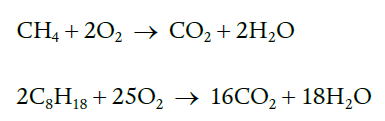 CH₄ + 2O₂ → CO₂ + 2H₂O
2C₈H₁₈ + 25O₂ → 16CO₂ + 18H₂O